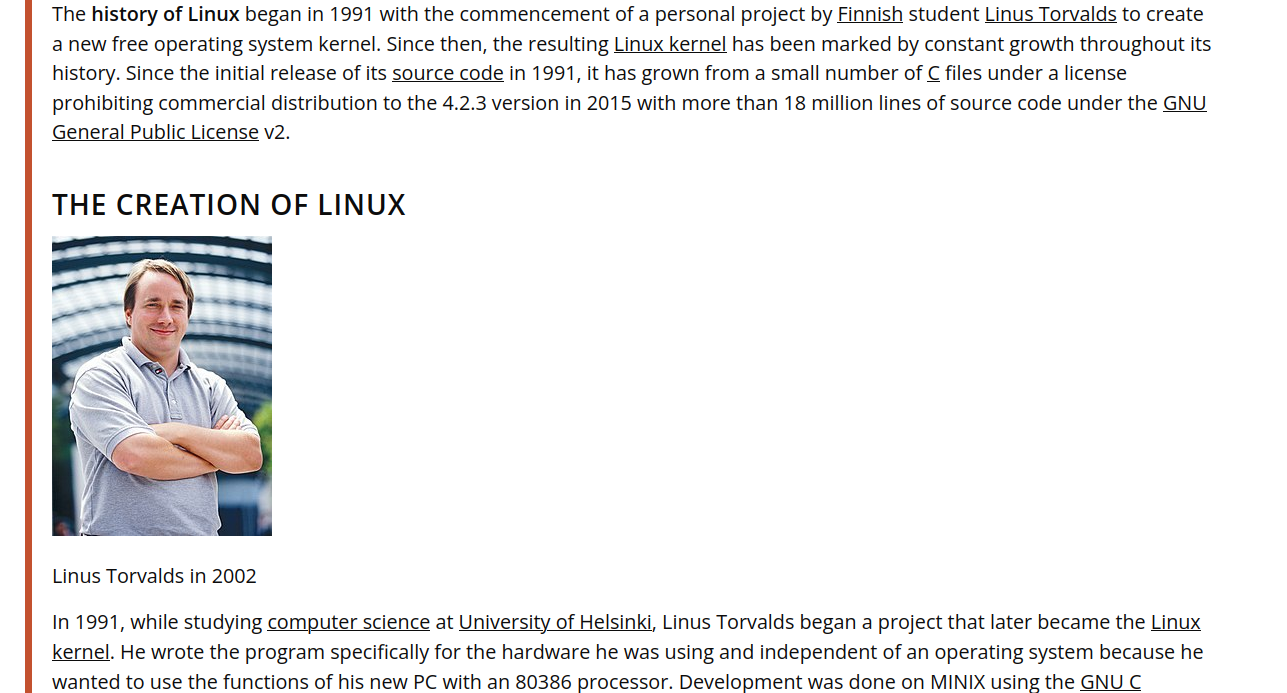 The history of Linux began in 1991 with the commencement of a personal project by Finnish student Linus Torvalds to create
a new free operating system kernel. Since then, the resulting Linux kernel has been marked by constant growth throughout its
history. Since the initial release of its source code in 1991, it has grown from a small number of C files under a license
prohibiting commercial distribution to the 4.2.3 version in 2015 with more than 18 million lines of source code under the GNU
General Public License v2.
THE CREATION OF LINUX
Linus Torvalds in 2002
In 1991, while studying computer science at University of Helsinki, Linus Torvalds began a project that later became the Linux
kernel. He wrote the program specifically for the hardware he was using and independent of an operating system because he
wanted to use the functions of his new PC with an 80386 processor. Development was done on MINIX using the GNU C